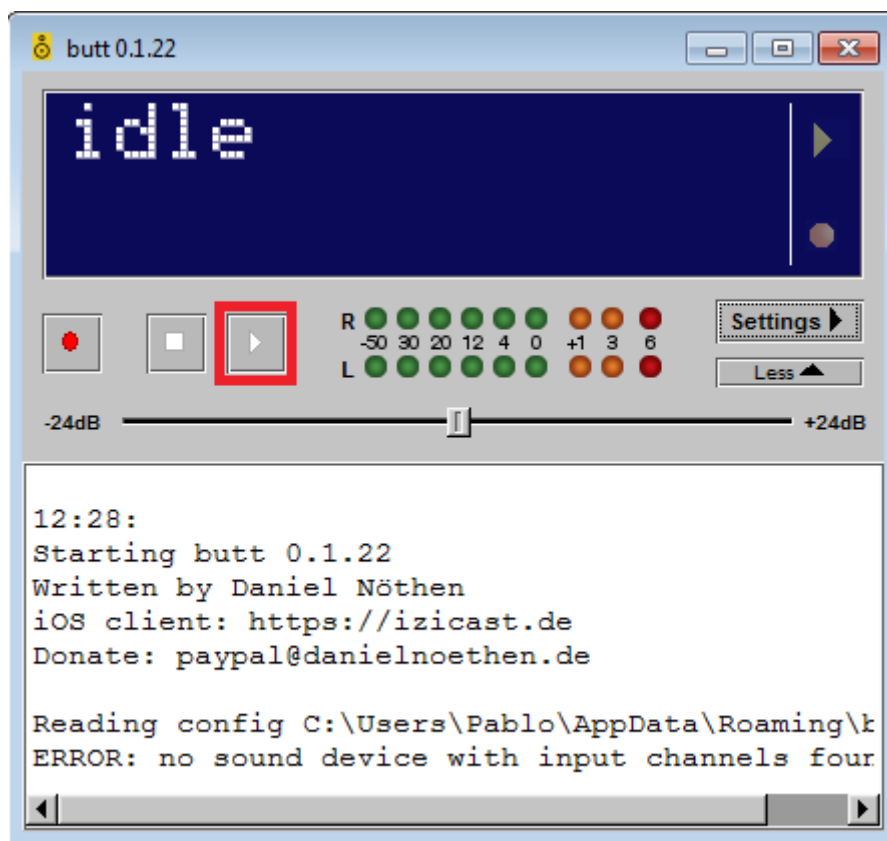 butt 0.1.22
idle
R
-50 30 20 12 4 0 +1 3 6
L
Settings
Less
-24dB
+24dB
12:28:
Starting butt 0.1.22
Written by Daniel Nöthen
iOS client: https://izicast.de
Donate: paypal@danielnoethen.de
Reading config C:\Users\Pablo\AppData\Roaming\
ERROR: no sound device with input channels